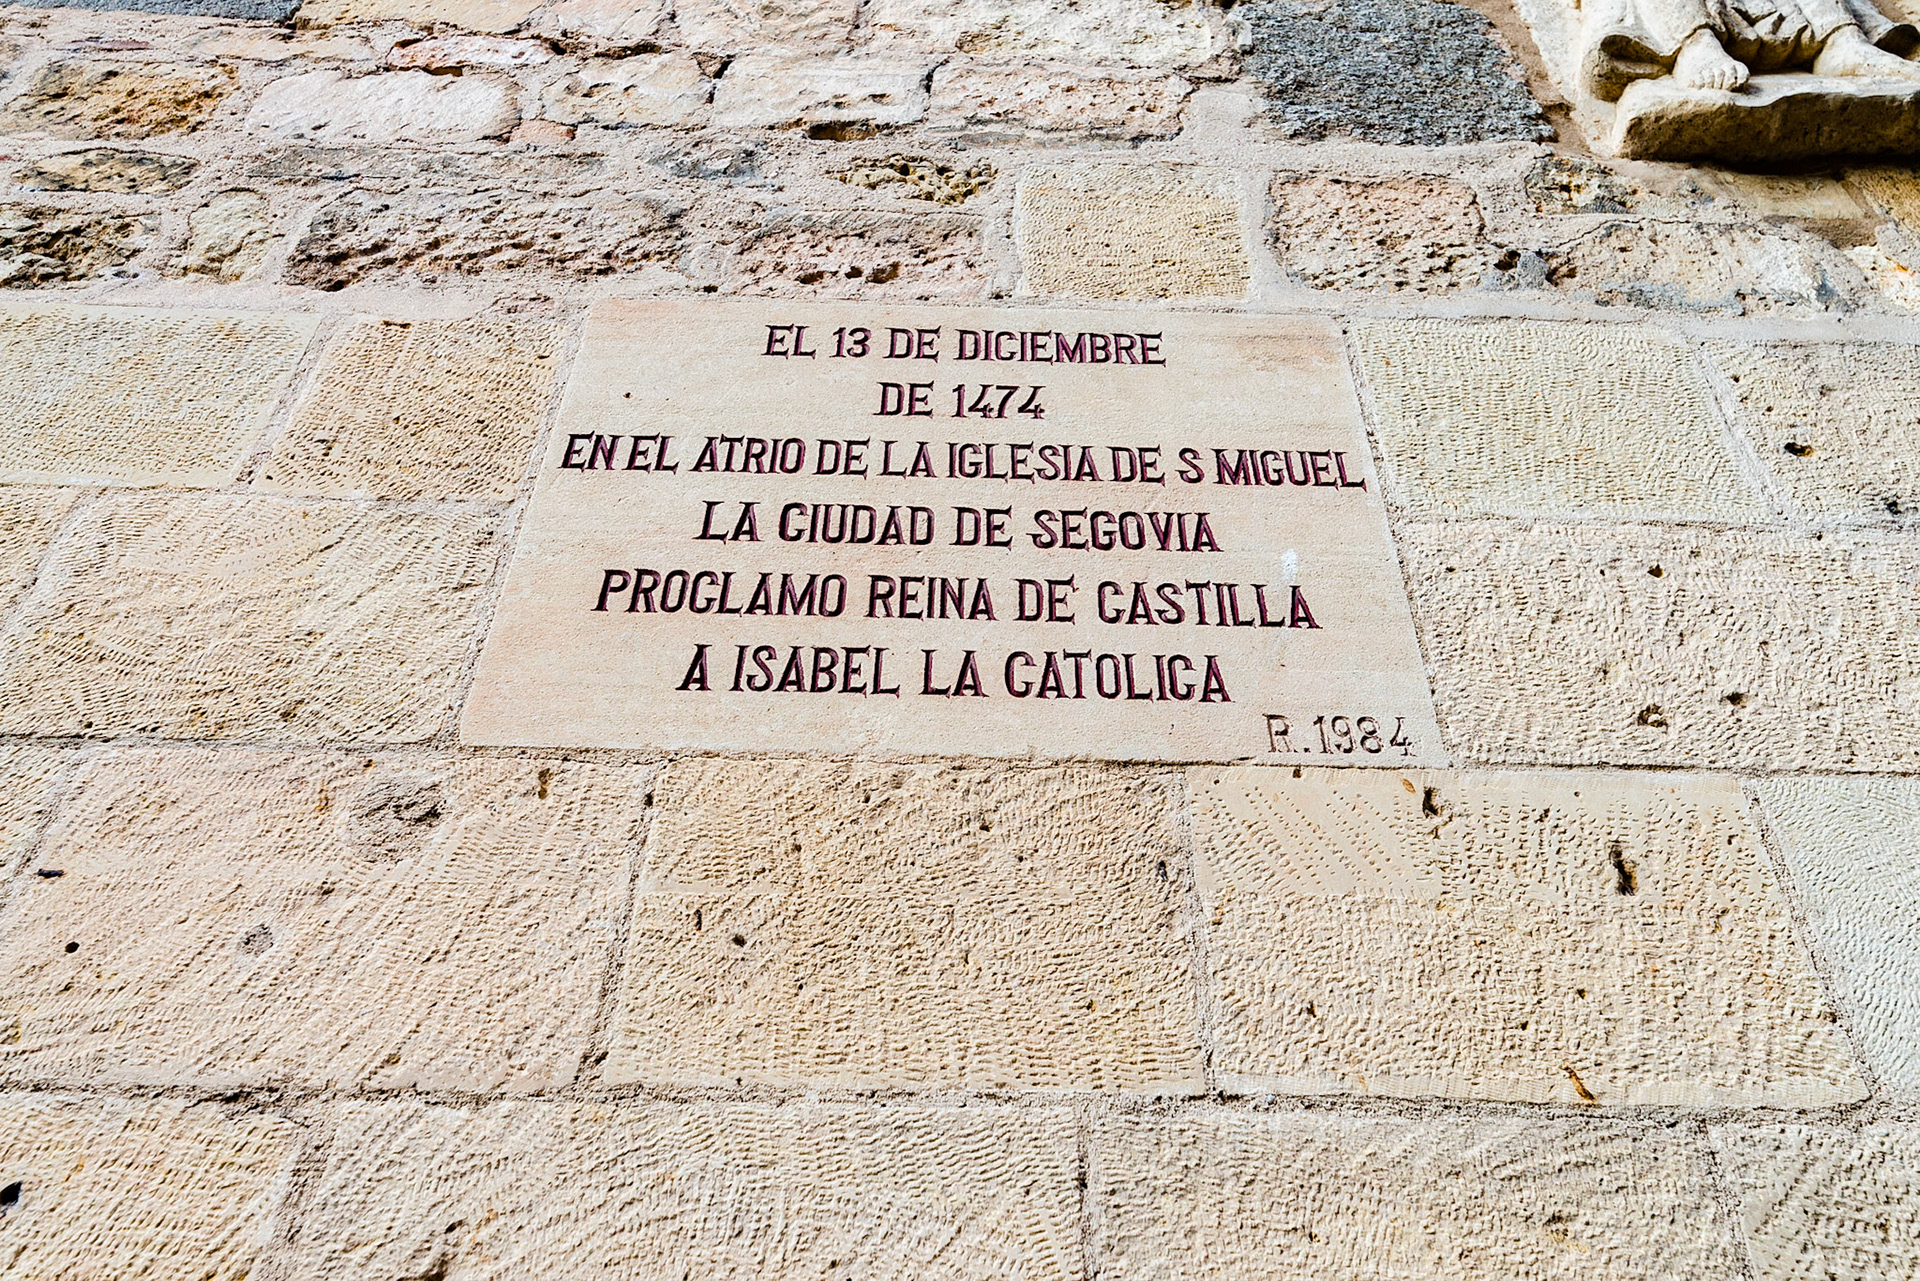 EL 13 DE DICIEMBRE
DE 1474
EN EL ATRIO DE LA IGLESIA DE S MIGUEL
LA CIUDAD DE SEGOVIA
PROCLAMO REINA DE CASTILLA
A ISABEL LA CATOLICA
R. 1984